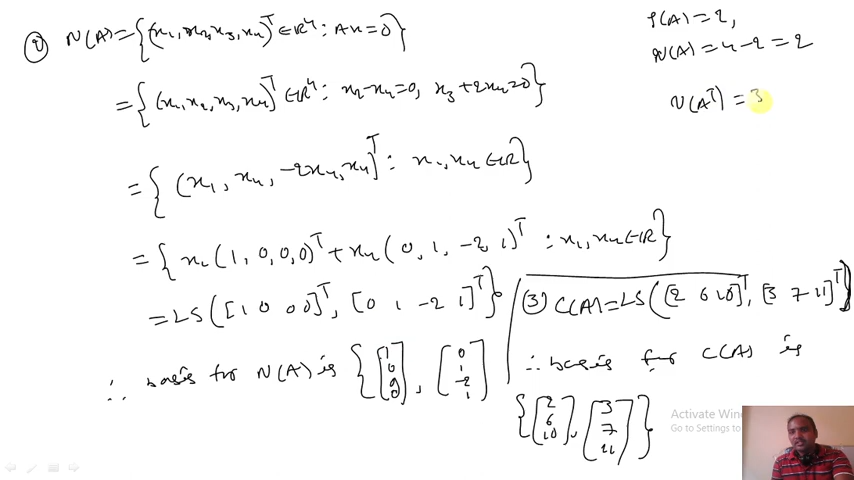 ② N(A) = { (x₁, x₂, x₃, x₄)ᵀ ∈ ℝ⁴ : Ax = 0 }
= { (x₁, x₂, x₃, x₄)ᵀ ∈ ℝ⁴ : x₂ - x₄ = 0, x₃ + 2x₄ = 0 }
= { (x₁, x₄, -2x₄, x₄)ᵀ : x₁, x₄ ∈ ℝ }
= { x₁ (1, 0, 0, 0)ᵀ + x₄ (0, 1, -2, 1)ᵀ : x₁, x₄ ∈ ℝ }
= LS ( [1 0 0 0]ᵀ, [0 1 -2 1]ᵀ )
∴ basis for N(A) is { [1 0 0 0], [0 1 -2 1] }
ρ(A) = 2,
N(A) = 4 - 2 = 2
N(Aᵀ) = 3
③ C(A) = LS ( [2 6 10]ᵀ, [3 7 11]ᵀ )
∴ basis for C(A) is
{ [2 6 10], [3 7 11] }
Activate Win
Go to Settings to